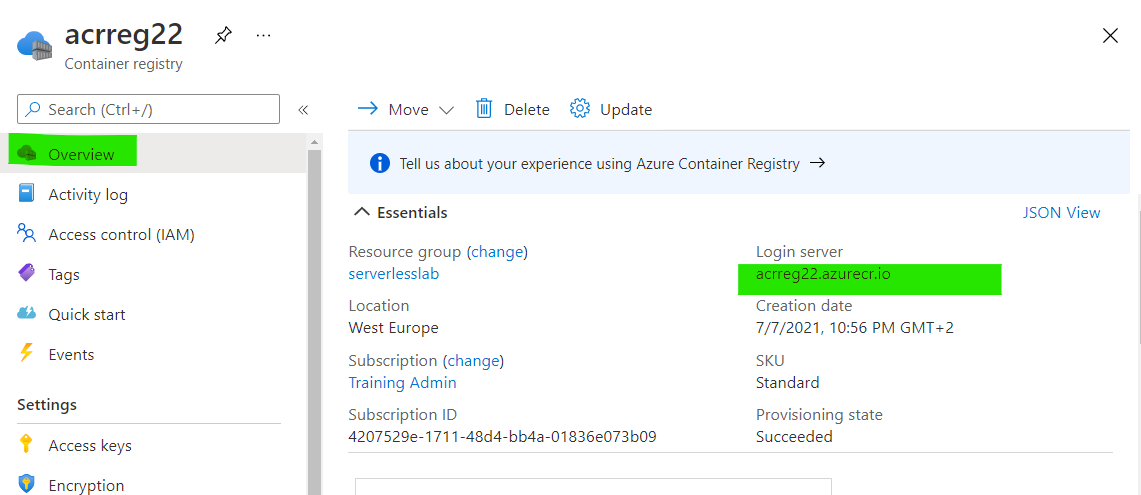 acrreg22
...
Container registry
Search (Ctrl+/)
«
Overview
Activity log
Access control (IAM)
Tags
Quick start
Events
Settings
Access keys
Encryption
Move
Delete
Update
Tell us about your experience using Azure Container Registry →
Essentials
JSON View
Resource group (change)
serverlesslab
Location
West Europe
Subscription (change)
Training Admin
Subscription ID
4207529e-1711-48d4-bb4a-01836e073b09
Login server
acrreg22.azurecr.io
Creation date
7/7/2021, 10:56 PM GMT+2
SKU
Standard
Provisioning state
Succeeded